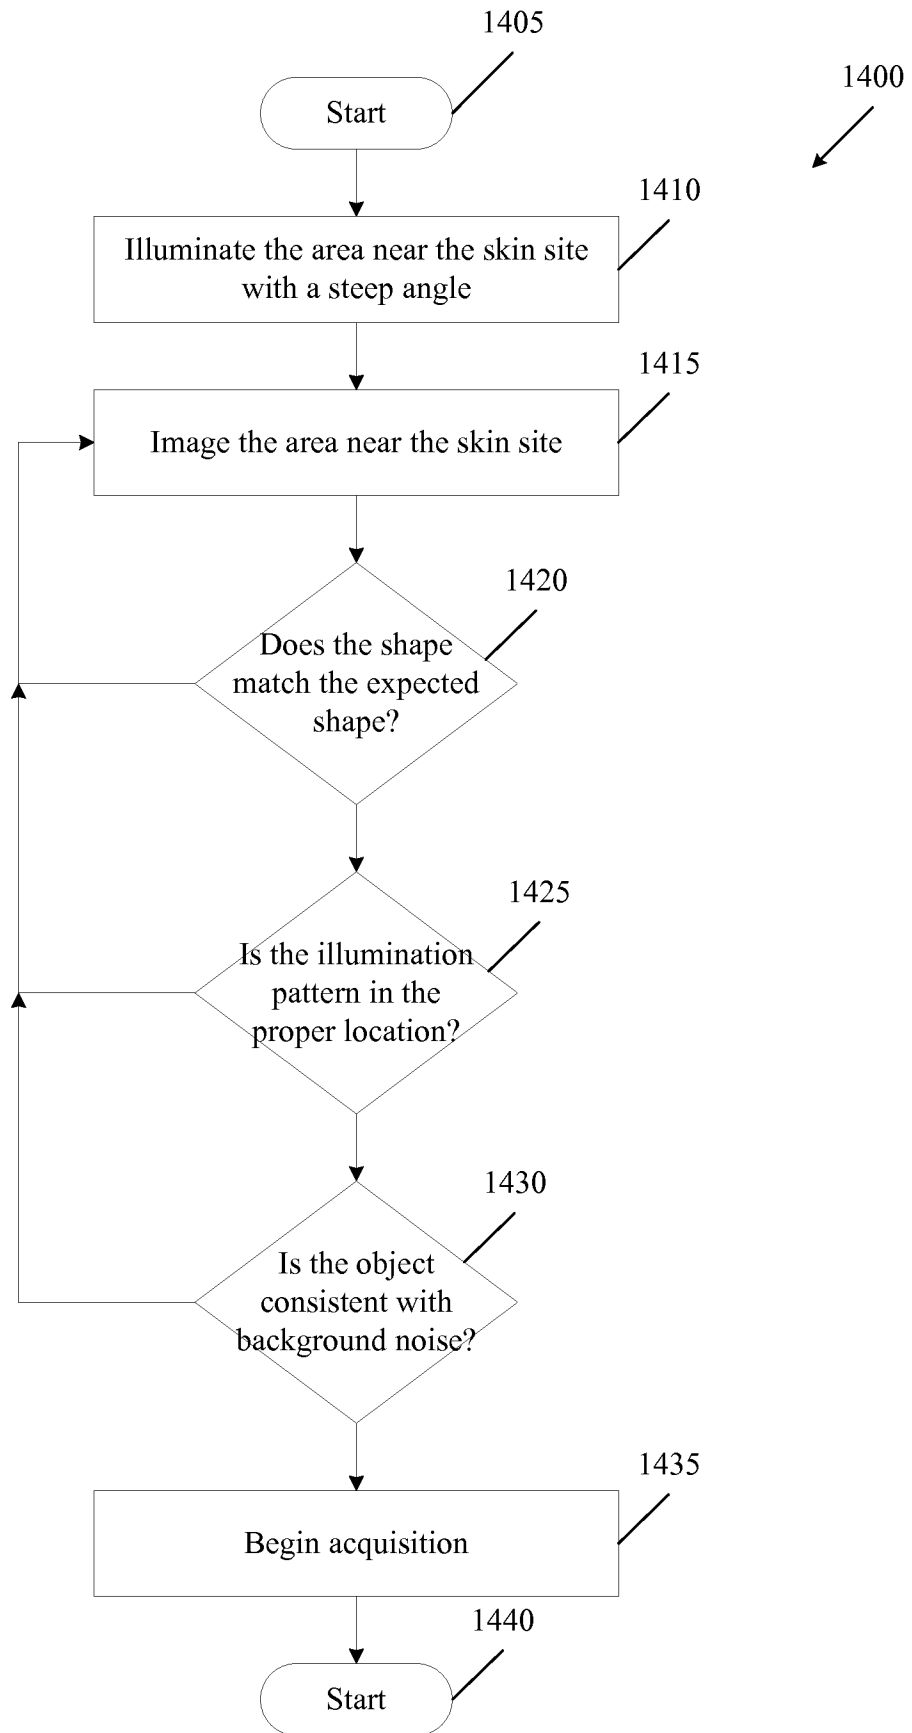 1405
Start
1400
1410
Illuminate the area near the skin site
with a steep angle
1415
Image the area near the skin site
1420
Does the shape
match the expected
shape?
1425
Is the illumination
pattern in the
proper location?
1430
Is the object
consistent with
background noise?
1435
Begin acquisition
1440
Start